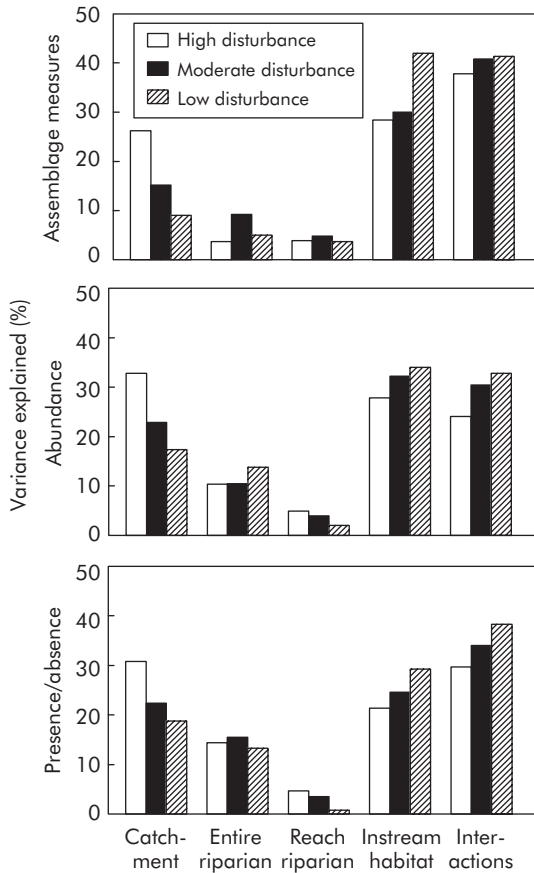 Variance explained (%)
Assemblage measures
50
40
30
20
10
0
High disturbance
Moderate disturbance
Low disturbance
Abundance
50
40
30
20
10
0
Presence/absence
50
40
30
20
10
0
Catch-
ment
Entire
riparian
Reach
riparian
Instream
habitat
Inter-
actions